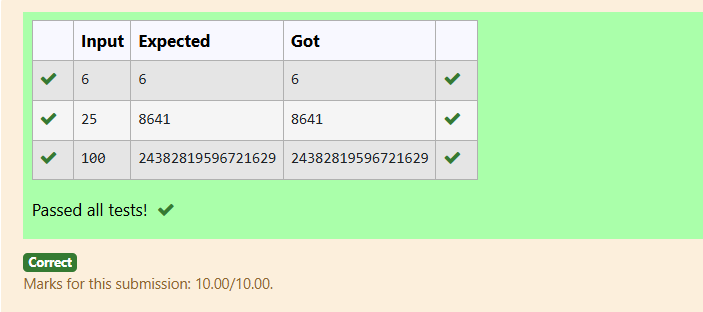 Input Expected Got
6 6 6
25 8641 8641
100 24382819596721629 24382819596721629
Passed all tests!
Correct
Marks for this submission: 10.00/10.00.